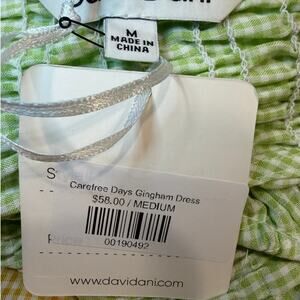 M
MADE IN
CHINA
S
Carefree Days Gingham Dress
$58.00 / MEDIUM
00190492
www.davidani.com